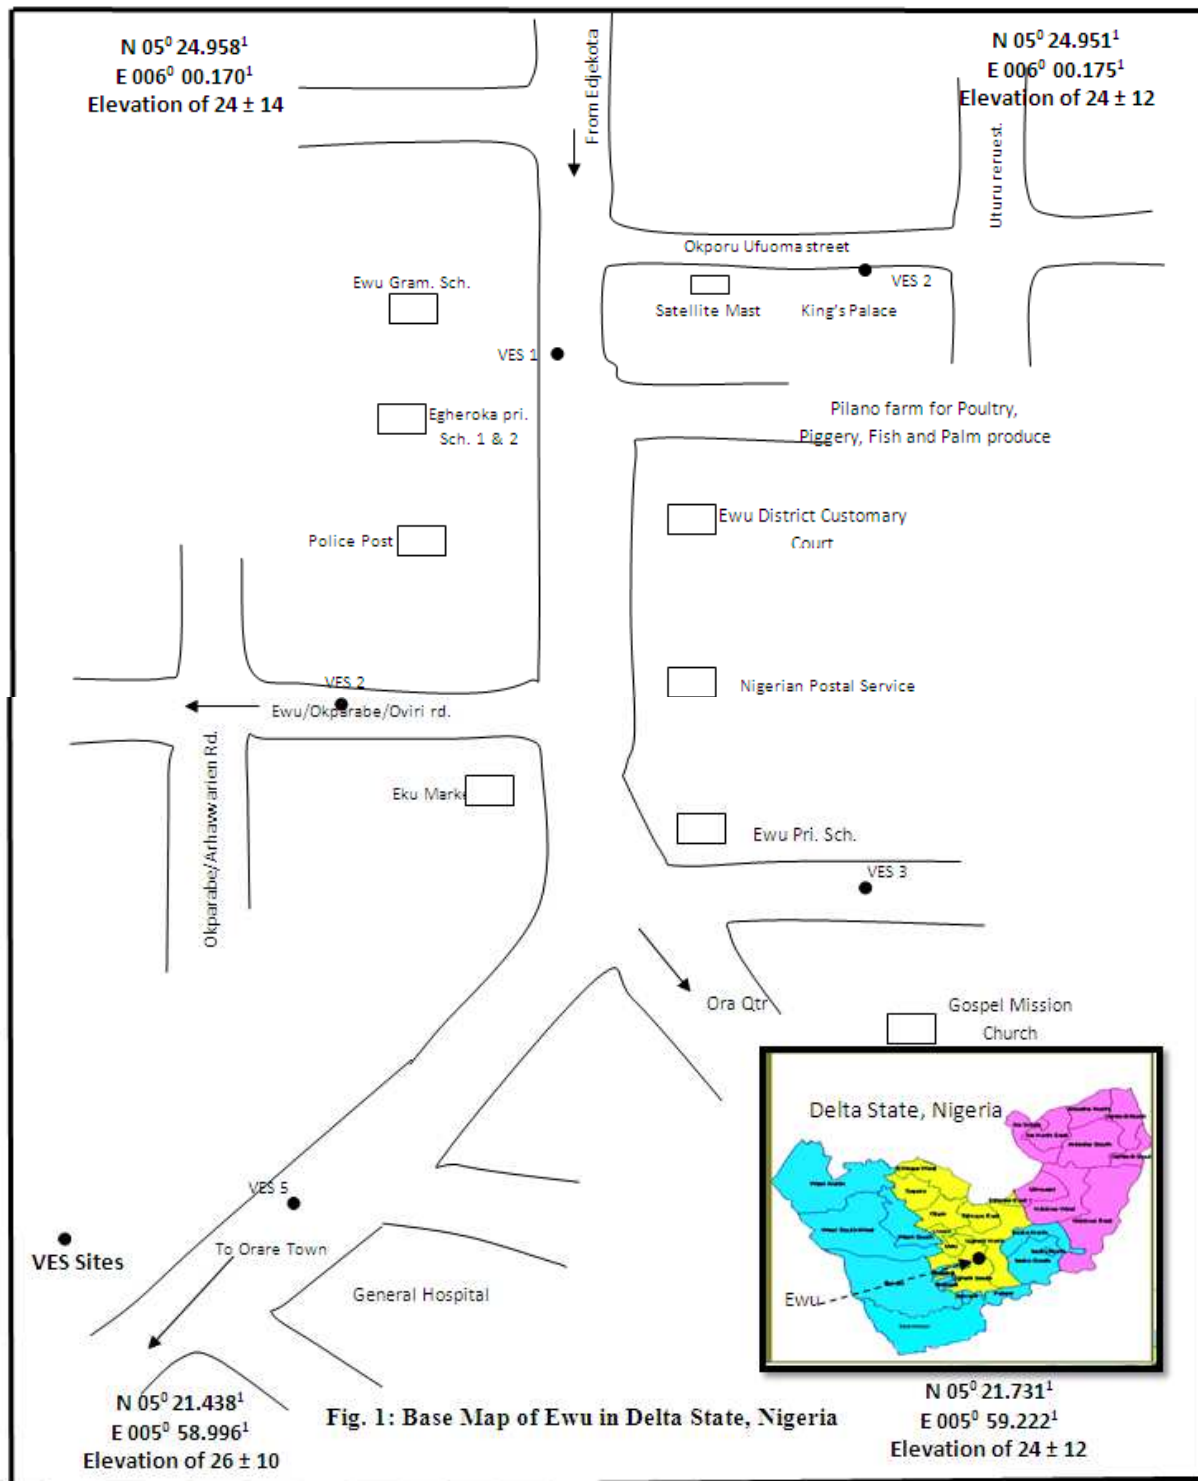 N 05⁰ 24.958¹
E 006⁰ 00.170¹
Elevation of 24 ± 14
N 05⁰ 24.951¹
E 006⁰ 00.175¹
Elevation of 24 ± 12
From Edjekota
Uturu reruest.
Okporu Ufuoma street
Ewu Gram. Sch.
VES 2
Satellite Mast
King's Palace
VES 1
Egheroka pri.
Sch. 1 & 2
Pilano farm for Poultry,
Piggery, Fish and Palm produce
Ewu District Customary
Court
Police Post
VES 2
Nigerian Postal Service
Ewu/Okparabe/Oviri rd.
Okparabe/Arhawarien Rd.
Eku Marke
Ewu Pri. Sch.
VES 3
Ora Qtr
Gospel Mission
Church
Delta State, Nigeria
VES 5
To Orare Town
VES Sites
General Hospital
Ewu
N 05⁰ 21.438¹
E 005⁰ 58.996¹
Elevation of 26 ± 10
Fig. 1: Base Map of Ewu in Delta State, Nigeria
N 05⁰ 21.731¹
E 005⁰ 59.222¹
Elevation of 24 ± 12